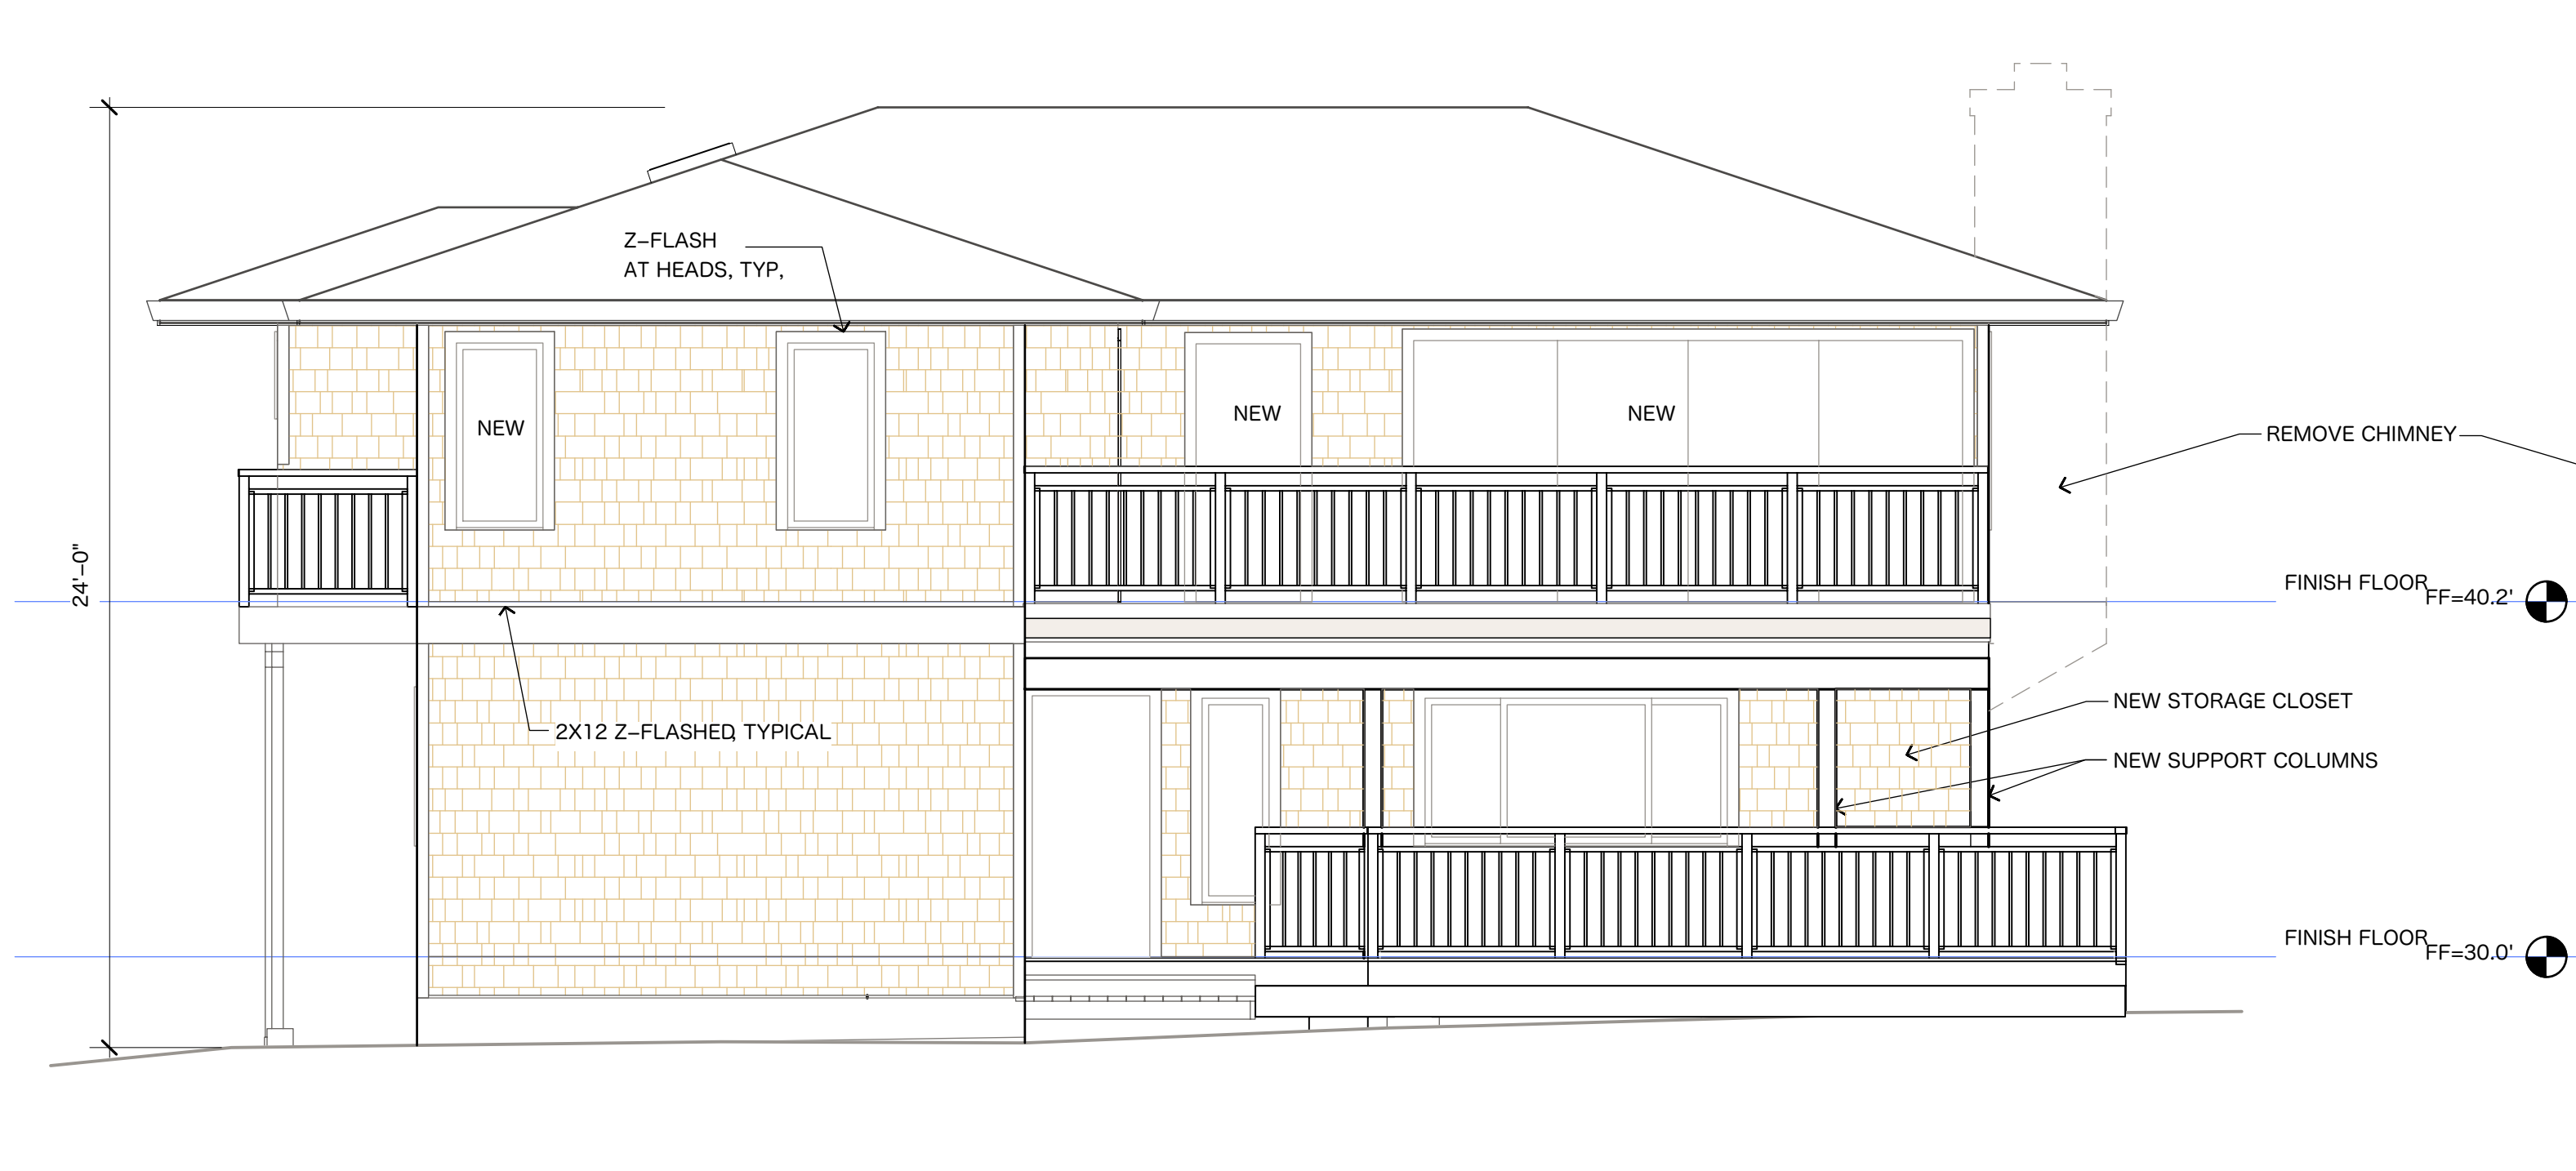 Z-FLASH
AT HEADS, TYP,
NEW
NEW
NEW
REMOVE CHIMNEY
24'-0"
FINISH FLOOR
FF=40.2'
NEW STORAGE CLOSET
2X12 Z-FLASHED, TYPICAL
NEW SUPPORT COLUMNS
FINISH FLOOR
FF=30.0'